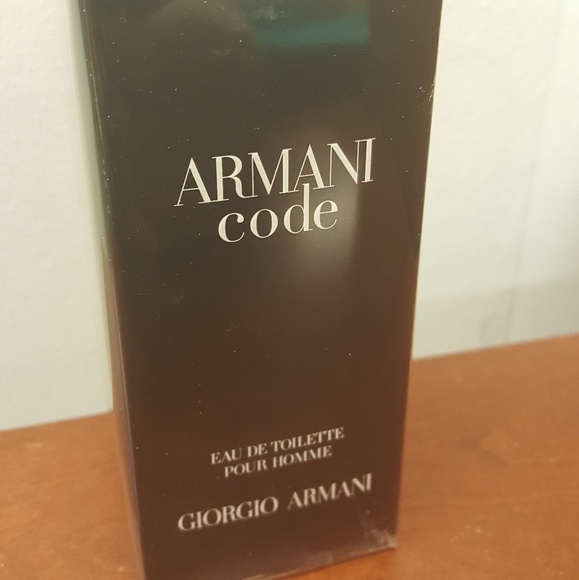 ARMANI
code
EAU DE TOILETTE
POUR HOMME
GIORGIO ARMANI